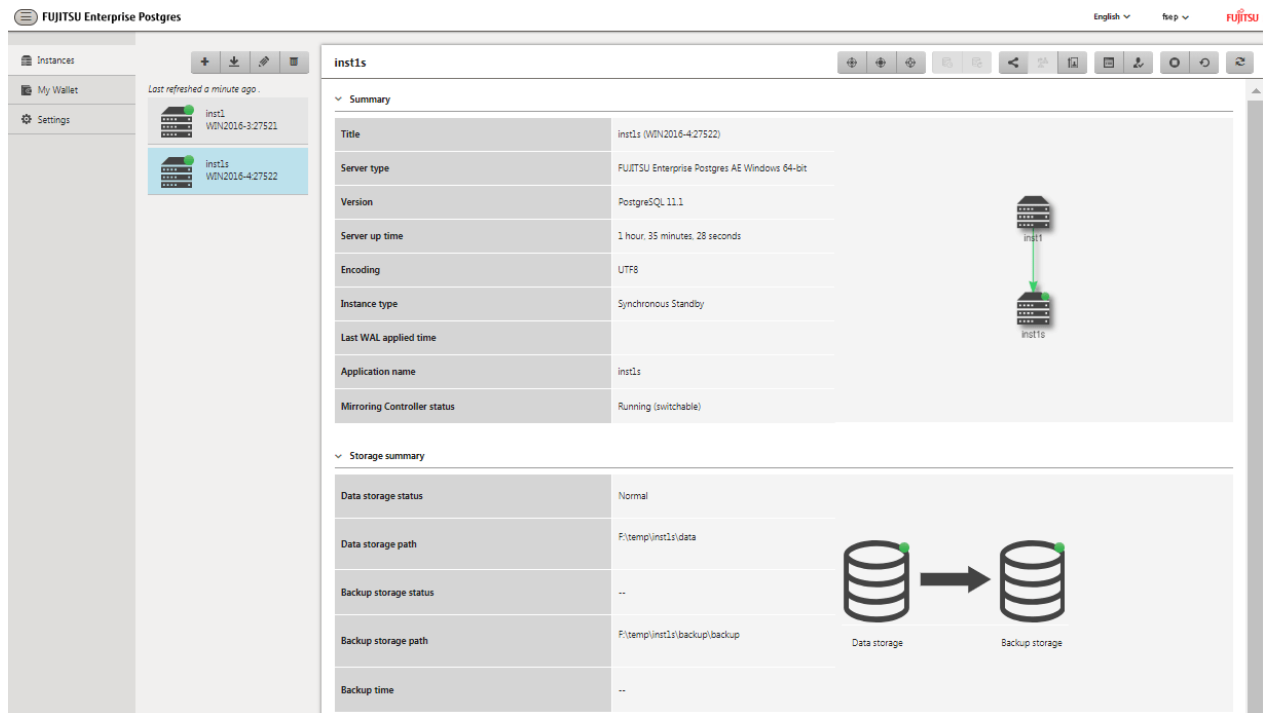 FUJITSU Enterprise Postgres
English
fsep
FUJITSU
Instances
My Wallet
Settings
Last refreshed a minute ago .
inst1
WIN2016-3:27521
inst1s
WIN2016-4:27522
inst1s
Summary
Title
inst1s (WIN2016-4:27522)
Server type
FUJITSU Enterprise Postgres AE Windows 64-bit
Version
PostgreSQL 11.1
Server up time
1 hour, 35 minutes, 28 seconds
Encoding
UTF8
Instance type
Synchronous Standby
Last WAL applied time
Application name
inst1s
Mirroring Controller status
Running (switchable)
inst1
inst1s
Storage summary
Data storage status
Normal
Data storage path
F:\temp\inst1s\data
Backup storage status
--
Backup storage path
F:\temp\inst1s\backup\backup
Backup time
--
Data storage
Backup storage